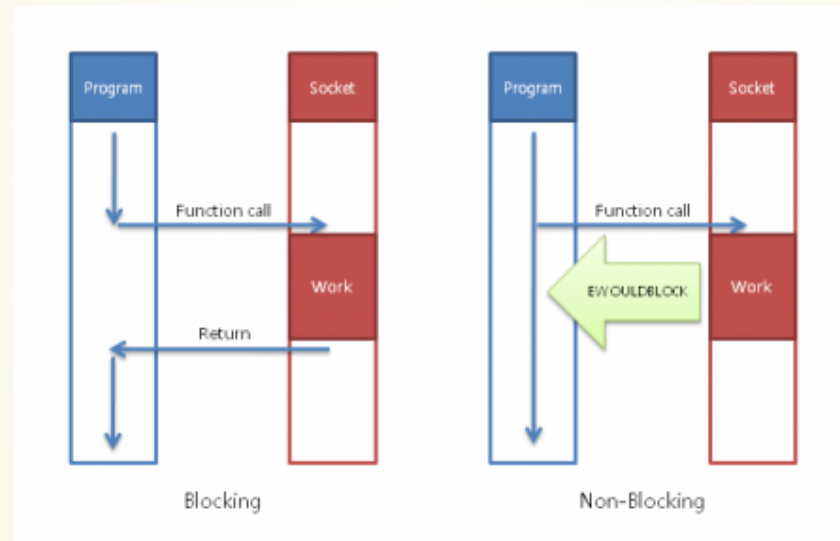 Program
Socket
Function call
Work
Return
Blocking
Program
Socket
Function call
EWOULDBLOCK
Work
Non-Blocking